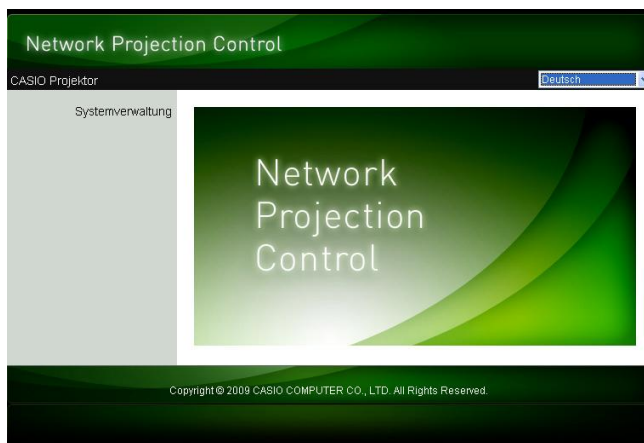 Network Projection Control
CASIO Projektor
Deutsch
Systemverwaltung
Network
Projection
Control
Copyright © 2009 CASIO COMPUTER CO., LTD. All Rights Reserved.